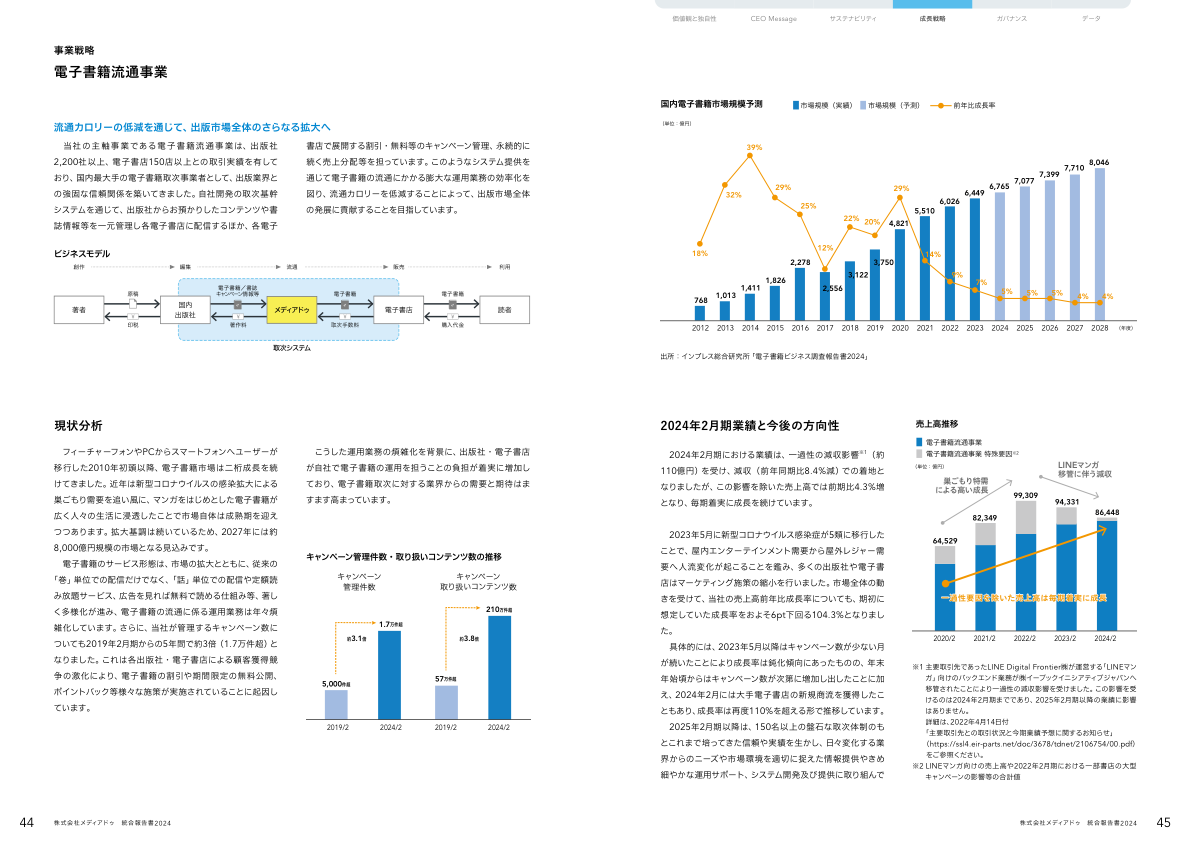 価値観と独自性
CEO Message
サステナビリティ
成長戦略
ガバナンス
データ
事業戦略
電子書籍流通事業
流通カロリーの低減を通じて、出版市場全体のさらなる拡大へ
当社の主軸事業である電子書籍流通事業は、出版社
2,200社以上、電子書店150店以上との取引実績を有して
おり、国内最大手の電子書籍取次事業者として、出版業界と
の強固な信頼関係を築いてきました。自社開発の取次基幹
システムを通じて、出版社からお預かりしたコンテンツや書
誌情報等を一元管理し各電子書店に配信するほか、各電子
書店で展開する割引・無料等のキャンペーン管理、永続的に
続く売上分配等を担っています。このようなシステム提供を
通じて電子書籍の流通にかかる膨大な運用業務の効率化を
図り、流通カロリーを低減することによって、出版市場全体
の発展に貢献することを目指しています。
ビジネスモデル
創作
編集
流通
販売
利用
著者
原稿
印税
国内
出版社
電子書籍／書誌
キャンペーン情報等
著作料
メディアドゥ
電子書籍
取次手数料
電子書店
電子書籍
購入代金
読者
取次システム
国内電子書籍市場規模予測
市場規模（実績）
市場規模（予測）
前年比成長率
（単位：億円）
18%
32%
39%
29%
25%
12%
22%
20%
29%
14%
9%
7%
5%
5%
5%
4%
4%
768
1,013
1,411
1,826
2,278
2,556
3,122
3,750
4,821
5,510
6,026
6,449
6,765
7,077
7,399
7,710
8,046
2012 2013 2014 2015 2016 2017 2018 2019 2020 2021 2022 2023 2024 2025 2026 2027 2028 （年度）
出所：インプレス総合研究所「電子書籍ビジネス調査報告書2024」
現状分析
フィーチャーフォンやPCからスマートフォンへユーザーが
移行した2010年初頭以降、電子書籍市場は二桁成長を続
けてきました。近年は新型コロナウイルスの感染拡大による
巣ごもり需要を追い風に、マンガをはじめとした電子書籍が
広く人々の生活に浸透したことで市場自体は成熟期を迎え
つつあります。拡大基調は続いているため、2027年には約
8,000億円規模の市場となる見込みです。
電子書籍のサービス形態は、市場の拡大とともに、従来の
「巻」単位での配信だけでなく、「話」単位での配信や定額読
み放題サービス、広告を見れば無料で読める仕組み等、著し
く多様化が進み、電子書籍の流通に係る運用業務は年々煩
雑化しています。さらに、当社が管理するキャンペーン数に
ついても2019年2月期からの5年間で約3倍（1.7万件超）と
なりました。これは各出版社・電子書店による顧客獲得競
争の激化により、電子書籍の割引や期間限定の無料公開、
ポイントバック等様々な施策が実施されていることに起因し
ています。
こうした運用業務の煩雑化を背景に、出版社・電子書店
が自社で電子書籍の運用を担うことの負担が着実に増加し
ており、電子書籍取次に対する業界からの需要と期待はま
すます高まっています。
キャンペーン管理件数・取り扱いコンテンツ数の推移
キャンペーン
管理件数
約3.1倍
5,000件超
1.7万件超
2019/2
2024/2
キャンペーン
取り扱いコンテンツ数
約3.8倍
57万件超
210万件超
2019/2
2024/2
2024年2月期業績と今後の方向性
2024年2月期における業績は、一過性の減収影響※1（約
110億円）を受け、減収（前年同期比8.4%減）での着地と
なりましたが、この影響を除いた売上高では前期比4.3%増
となり、毎期着実に成長を続けています。
2023年5月に新型コロナウイルス感染症が5類に移行した
ことで、屋内エンターテインメント需要から屋外レジャー需
要へ人流変化が起こることを鑑み、多くの出版社や電子書
店はマーケティング施策の縮小を行いました。市場全体の動
きを受けて、当社の売上高前年比成長率についても、期初に
想定していた成長率をおよそ6pt下回る104.3%となりまし
た。
具体的には、2023年5月以降はキャンペーン数が少ない月
が続いたことにより成長率は鈍化傾向にあったものの、年末
年始頃からはキャンペーン数が次第に増加し出したことに加
え、2024年2月には大手電子書店の新規商流を獲得したこ
ともあり、成長率は再度110%を超える形で推移しています。
2025年2月期以降は、150名以上の盤石な取次体制のも
とこれまで培ってきた信頼や実績を生かし、日々変化する業
界からのニーズや市場環境を適切に捉えた情報提供やきめ
細やかな運用サポート、システム開発及び提供に取り組んで
売上高推移
電子書籍流通事業
電子書籍流通事業 特殊要因※2
（単位：億円）
巣ごもり特需
による高い成長
LINEマンガ
移管に伴う減収
64,529
82,349
99,309
94,331
86,448
一過性要因を除いた売上高は毎期着実に成長
2020/2 2021/2 2022/2 2023/2 2024/2
※1 主要取引先であったLINE Digital Frontier㈱が運営する「LINEマン
ガ」向けのバックエンド業務が㈱イーブックイニシアティブジャパンへ
移管されたことにより一過性の減収影響を受けました。この影響を受
けるのは2024年2月期までであり、2025年2月期以降の業績に影響
はありません。
詳細は、2022年4月14日付
「主要取引先との取引状況と今期業績予想に関するお知らせ」
（https://ssl4.eir-parts.net/doc/3678/tdnet/2106754/00.pdf）
をご参照ください。
※2 LINEマンガ向けの売上高や2022年2月期における一部書店の大型
キャンペーンの影響等の合計値
44 株式会社メディアドゥ 統合報告書2024
株式会社メディアドゥ 統合報告書2024 45